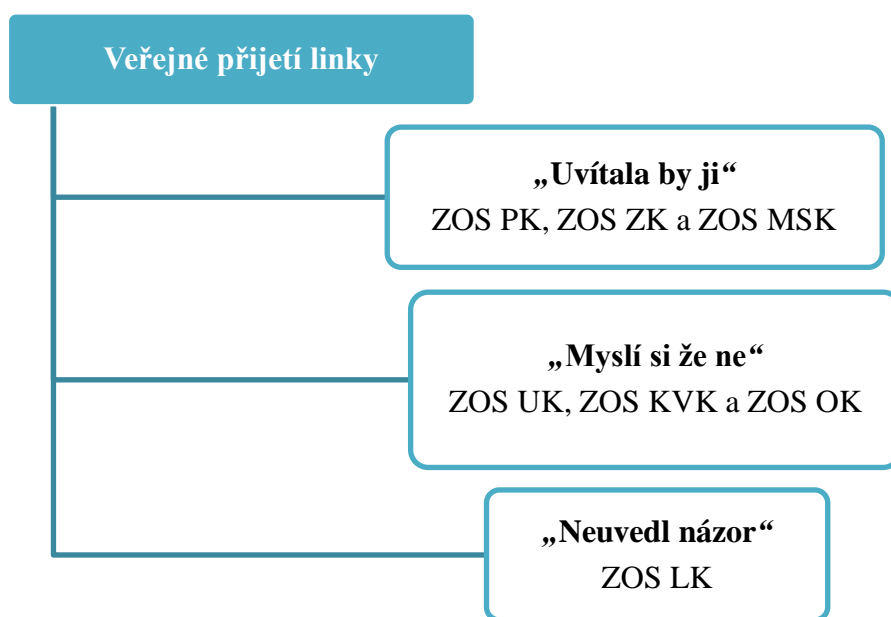 Veřejné přijetí linky
„Uvítala by ji“
ZOS PK, ZOS ZK a ZOS MSK
„Myslí si že ne“
ZOS UK, ZOS KVK a ZOS OK
„Neuvedl názor“
ZOS LK